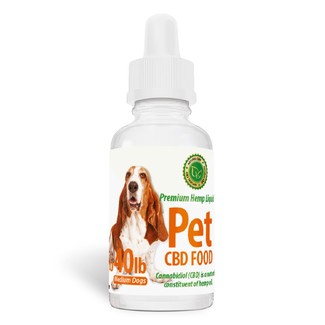 Premium Hemp Liquid
Pet
CBD FOOD
40lb
Medium Dogs
Cannabidiol (CBD) is a natural
constituent of hemp oil.